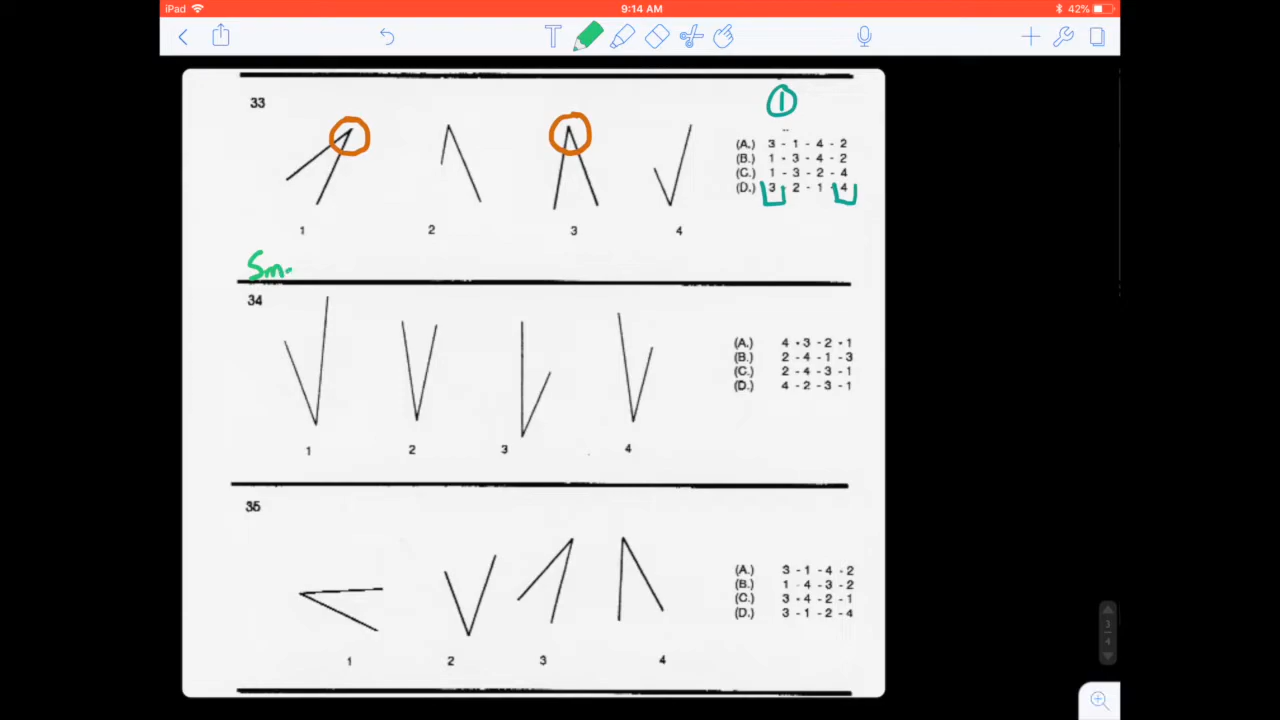 iPad 9:14 AM 42%
T
33
1
(A.) 3 - 1 - 4 - 2
(B.) 1 - 3 - 4 - 2
(C.) 1 - 3 - 2 - 4
(D.) 3 - 2 - 1 - 4
1 2 3 4
Sm.
34
(A.) 4 - 3 - 2 - 1
(B.) 2 - 4 - 1 - 3
(C.) 2 - 4 - 3 - 1
(D.) 4 - 2 - 3 - 1
1 2 3 4
35
(A.) 3 - 1 - 4 - 2
(B.) 1 - 4 - 3 - 2
(C.) 3 - 4 - 2 - 1
(D.) 3 - 1 - 2 - 4
1 2 3 4
3
4